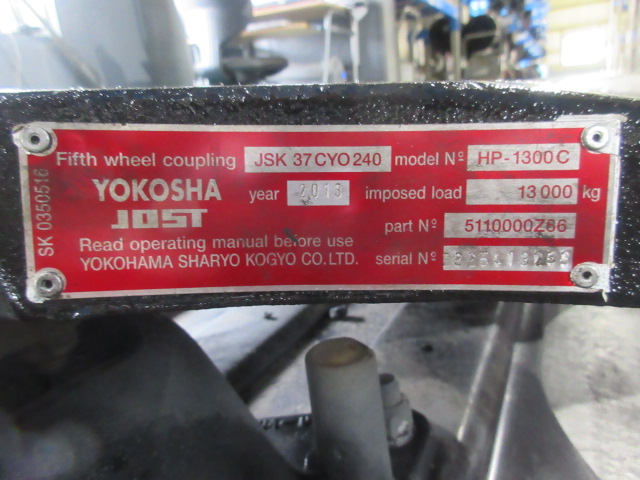 SK 0350516
Fifth wheel coupling JSK 37 CYO 240 model Nº HP-1300 C
YOKOSHA year 2013 imposed load 13 000 kg
JOST part Nº 5110000Z86
Read operating manual before use
YOKOHAMA SHARYO KOGYO CO.LTD. serial Nº